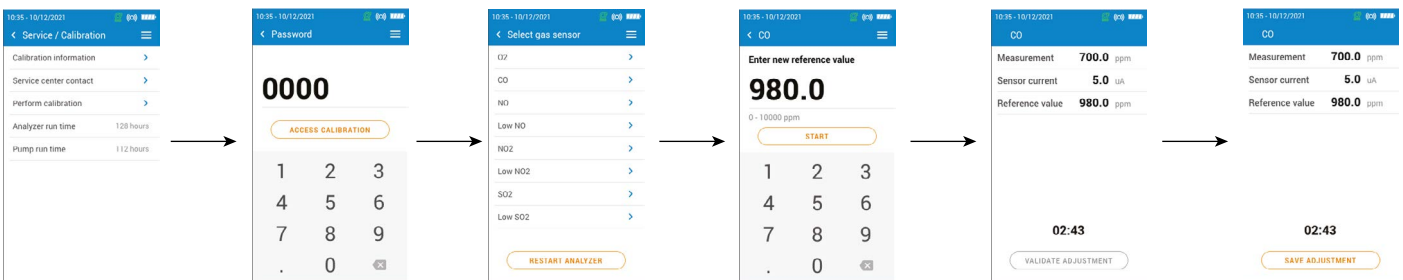 10:35 - 10/12/2021
Service / Calibration
Calibration information
Service center contact
Perform calibration
Analyzer run time 128 hours
Pump run time 112 hours
10:35 - 10/12/2021
Password
0000
ACCESS CALIBRATION
1 2 3
4 5 6
7 8 9
. 0
10:35 - 10/12/2021
Select gas sensor
O2
CO
NO
Low NO
NO2
Low NO2
SO2
Low SO2
RESTART ANALYZER
10:35 - 10/12/2021
CO
Enter new reference value
980.0
0 - 10000 ppm
START
1 2 3
4 5 6
7 8 9
. 0
10:35 - 10/12/2021
CO
Measurement 700.0 ppm
Sensor current 5.0 uA
Reference value 980.0 ppm
02:43
VALIDATE ADJUSTMENT
10:35 - 10/12/2021
CO
Measurement 700.0 ppm
Sensor current 5.0 uA
Reference value 980.0 ppm
02:43
SAVE ADJUSTMENT